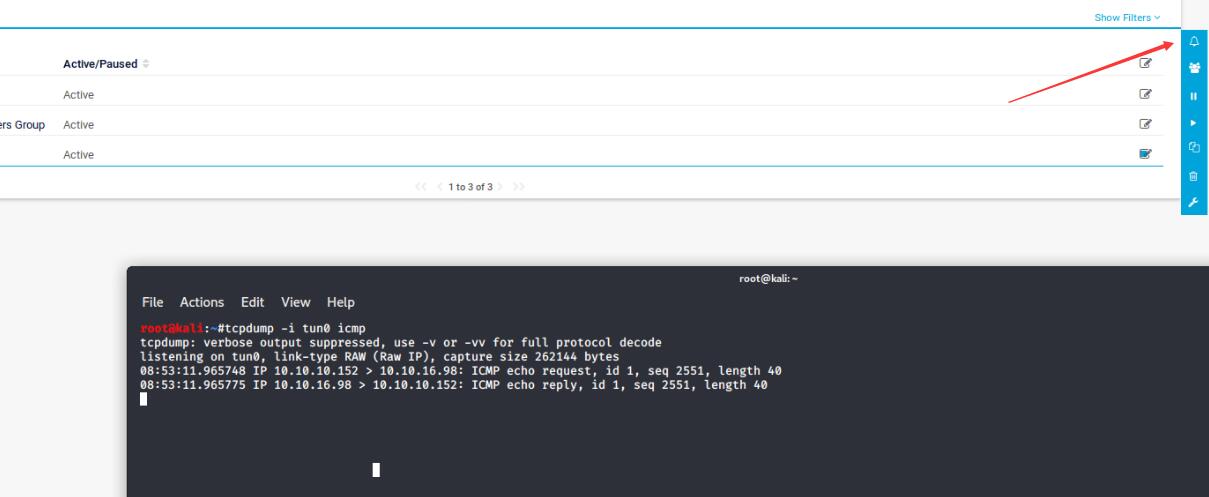 Show Filters
Active/Paused
Active
ers Group Active
Active
1 to 3 of 3
root@kali: ~
File Actions Edit View Help
root@kali:~#tcpdump -i tun0 icmp
tcpdump: verbose output suppressed, use -v or -vv for full protocol decode
listening on tun0, link-type RAW (Raw IP), capture size 262144 bytes
08:53:11.965748 IP 10.10.10.152 > 10.10.16.98: ICMP echo request, id 1, seq 2551, length 40
08:53:11.965775 IP 10.10.16.98 > 10.10.10.152: ICMP echo reply, id 1, seq 2551, length 40